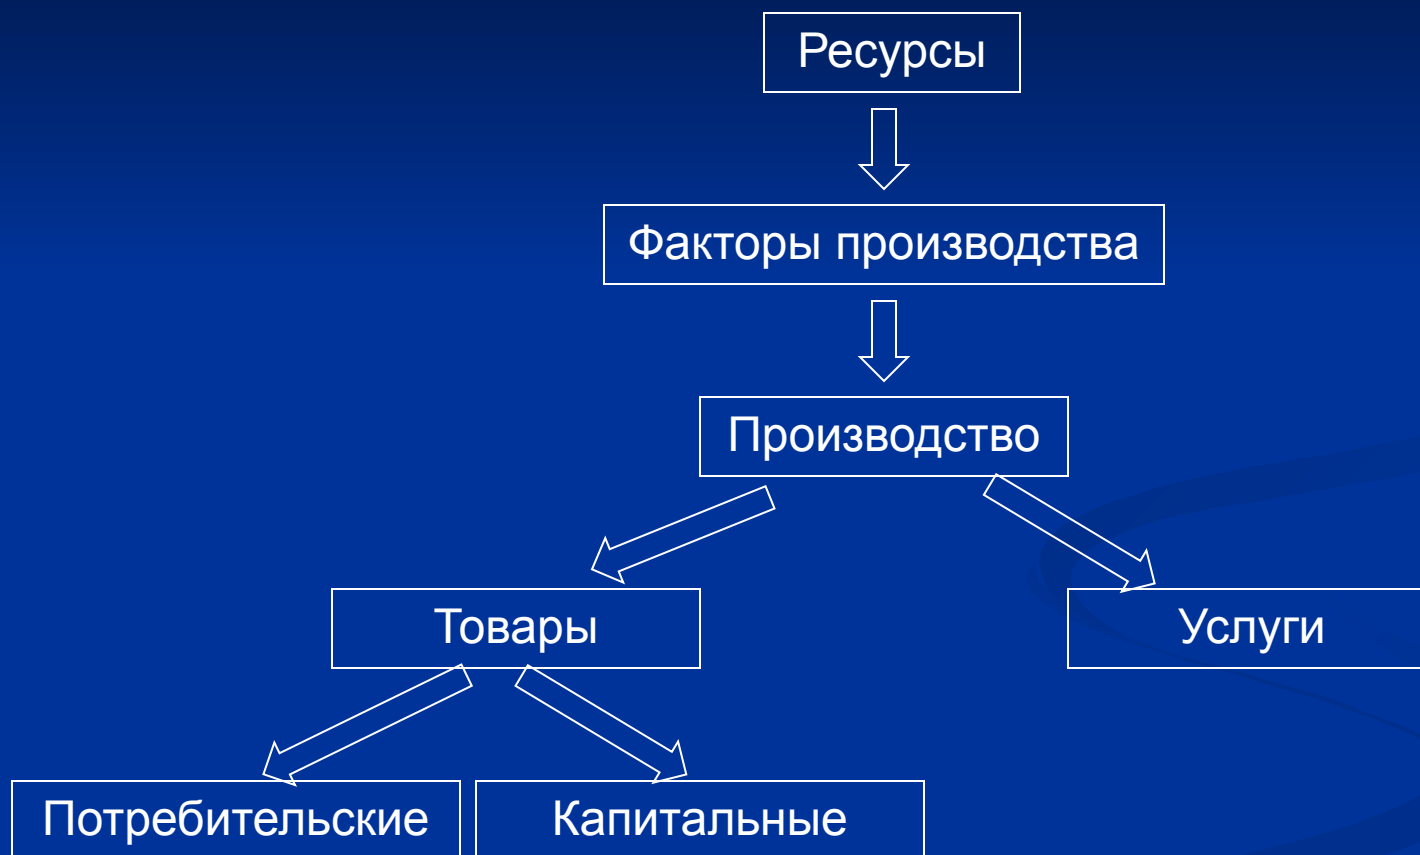 Ресурсы
Факторы производства
Производство
Товары
Услуги
Потребительские
Капитальные